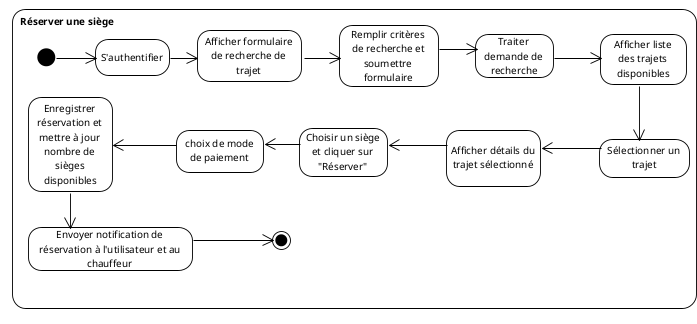 Réserver une siège
S'authentifier
Afficher formulaire
de recherche de
trajet
Remplir critères
de recherche et
soumettre
formulaire
Traiter
demande de
recherche
Afficher liste
des trajets
disponibles
Sélectionner un
trajet
Afficher détails du
trajet sélectionné
Choisir un siège
et cliquer sur
"Réserver"
choix de mode
de paiement
Enregistrer
réservation et
mettre à jour
nombre de
sièges
disponibles
Envoyer notification de
réservation à l'utilisateur et au
chauffeur